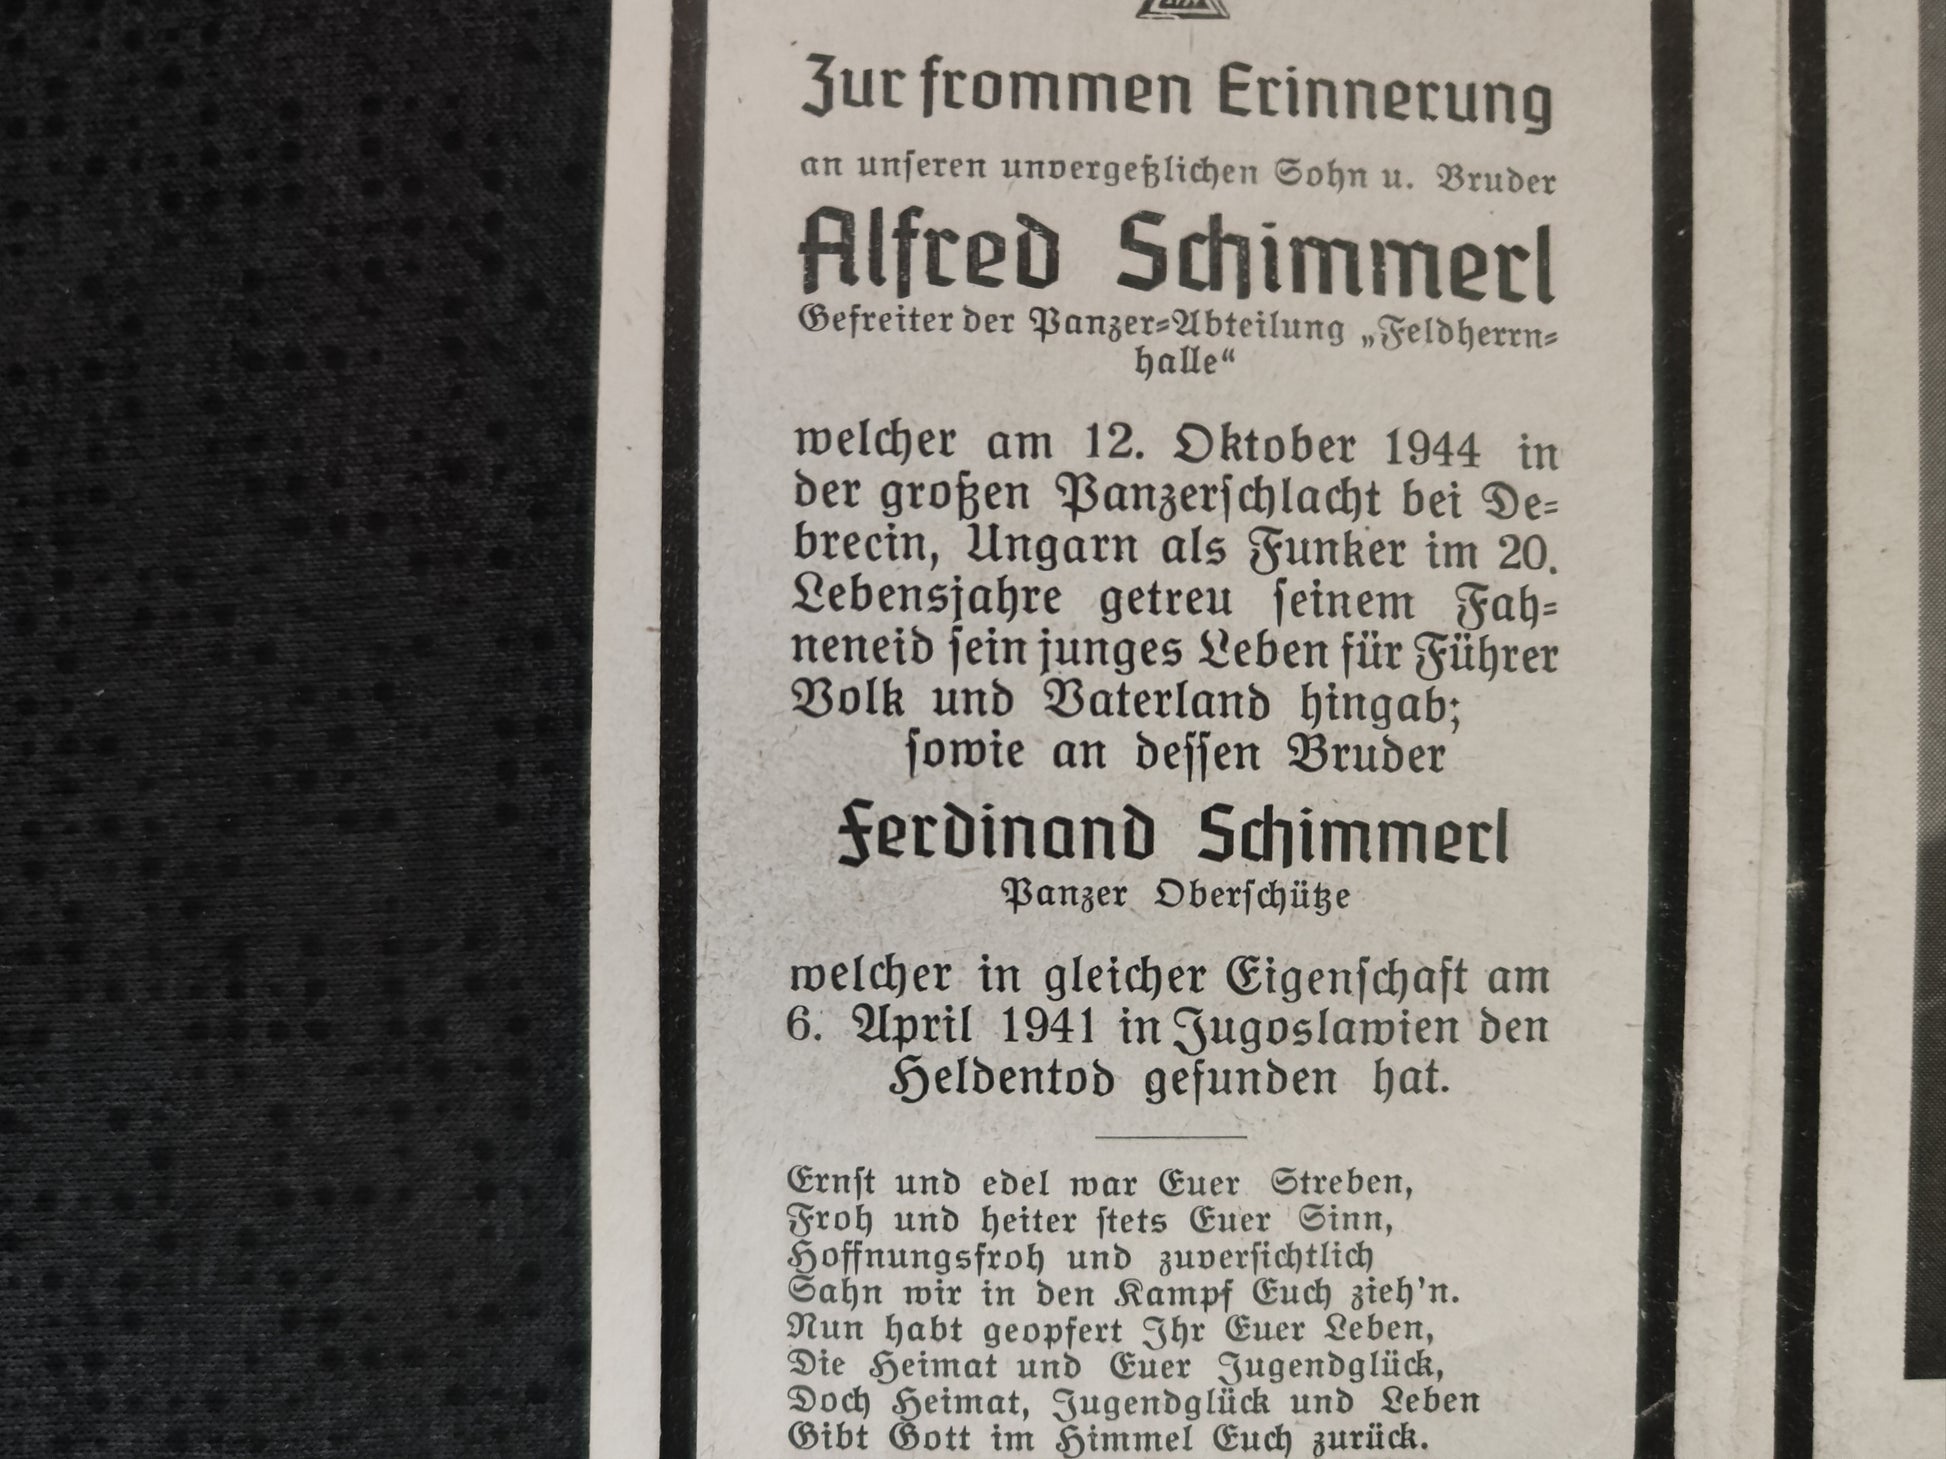 Zur frommen Erinnerung
an unſeren unvergeßlichen Sohn u. Bruder
Alfred Schimmerl
Gefreiter der Panzer-Abteilung „Feldherrn-
halle“
welcher am 12. Oktober 1944 in
der großen Panzerſchlacht bei De-
brecin, Ungarn als Funker im 20.
Lebensjahre getreu ſeinem Fah-
neneid ſein junges Leben für Führer
Volk und Vaterland hingab;
ſowie an deſſen Bruder
Ferdinand Schimmerl
Panzer Oberſchütze
welcher in gleicher Eigenſchaft am
6. April 1941 in Jugoslawien den
Heldentod gefunden hat.
Ernſt und edel war Euer Streben,
Froh und heiter ſtets Euer Sinn,
Hoffnungsfroh und zuverſichtlich
Sahn wir in den Kampf Euch zieh'n.
Nun habt geopfert Ihr Euer Leben,
Die Heimat und Euer Jugendglück,
Doch Heimat, Jugendglück und Leben
Gibt Gott im Himmel Euch zurück.